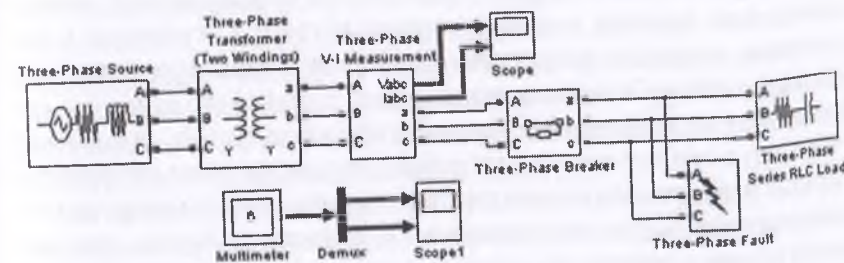 Three-Phase Source
A
B
C
Three-Phase
Transformer
(Two Windings)
A
B
C
a
b
c
Y
Y
Three-Phase
V-I Measurement
A
B
C
Vabc
Iabc
a
b
c
Scope
A
B
C
a
b
c
Three-Phase Breaker
A
B
C
Three-Phase
Series RLC Load
A
B
C
Three-Phase Fault
Multimeter
Demux
Scope1